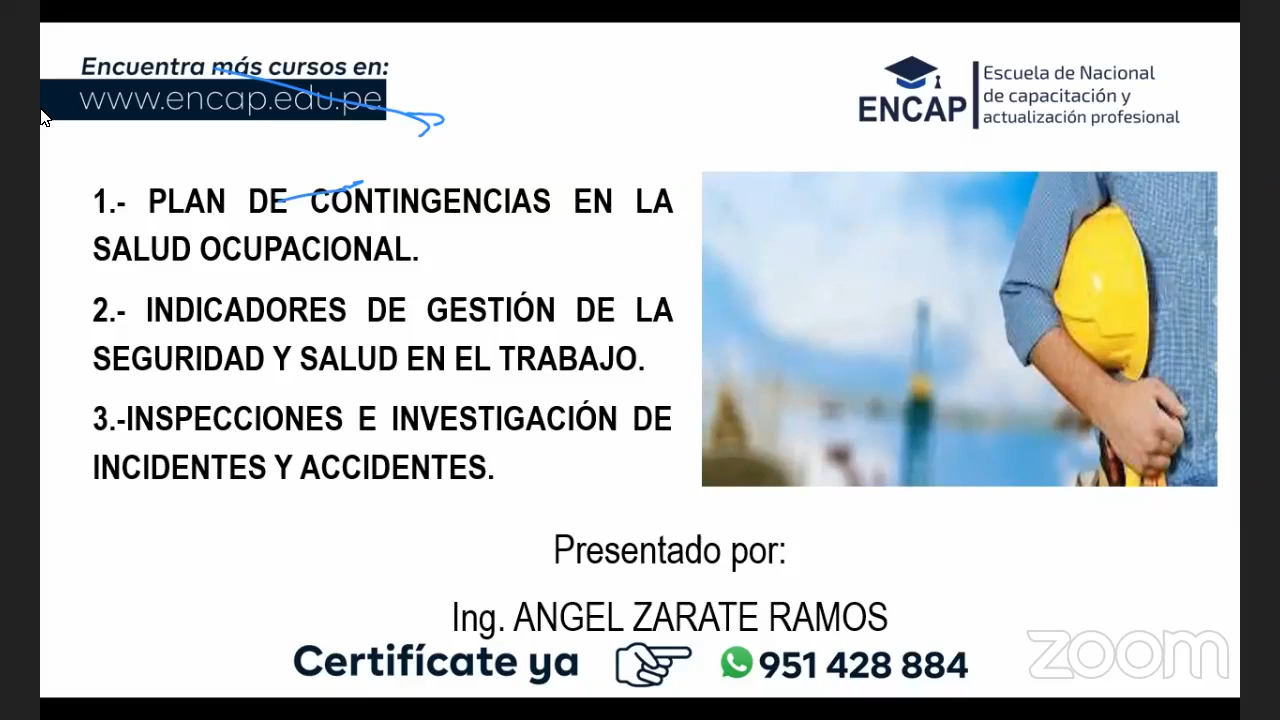 Encuentra más cursos en:
www.encap.edu.pe
ENCAP
Escuela de Nacional
de capacitación y
actualización profesional
1.- PLAN DE CONTINGENCIAS EN LA
SALUD OCUPACIONAL.
2.- INDICADORES DE GESTIÓN DE LA
SEGURIDAD Y SALUD EN EL TRABAJO.
3.-INSPECCIONES E INVESTIGACIÓN DE
INCIDENTES Y ACCIDENTES.
Presentado por:
Ing. ANGEL ZARATE RAMOS
Certifícate ya
951 428 884
zoom